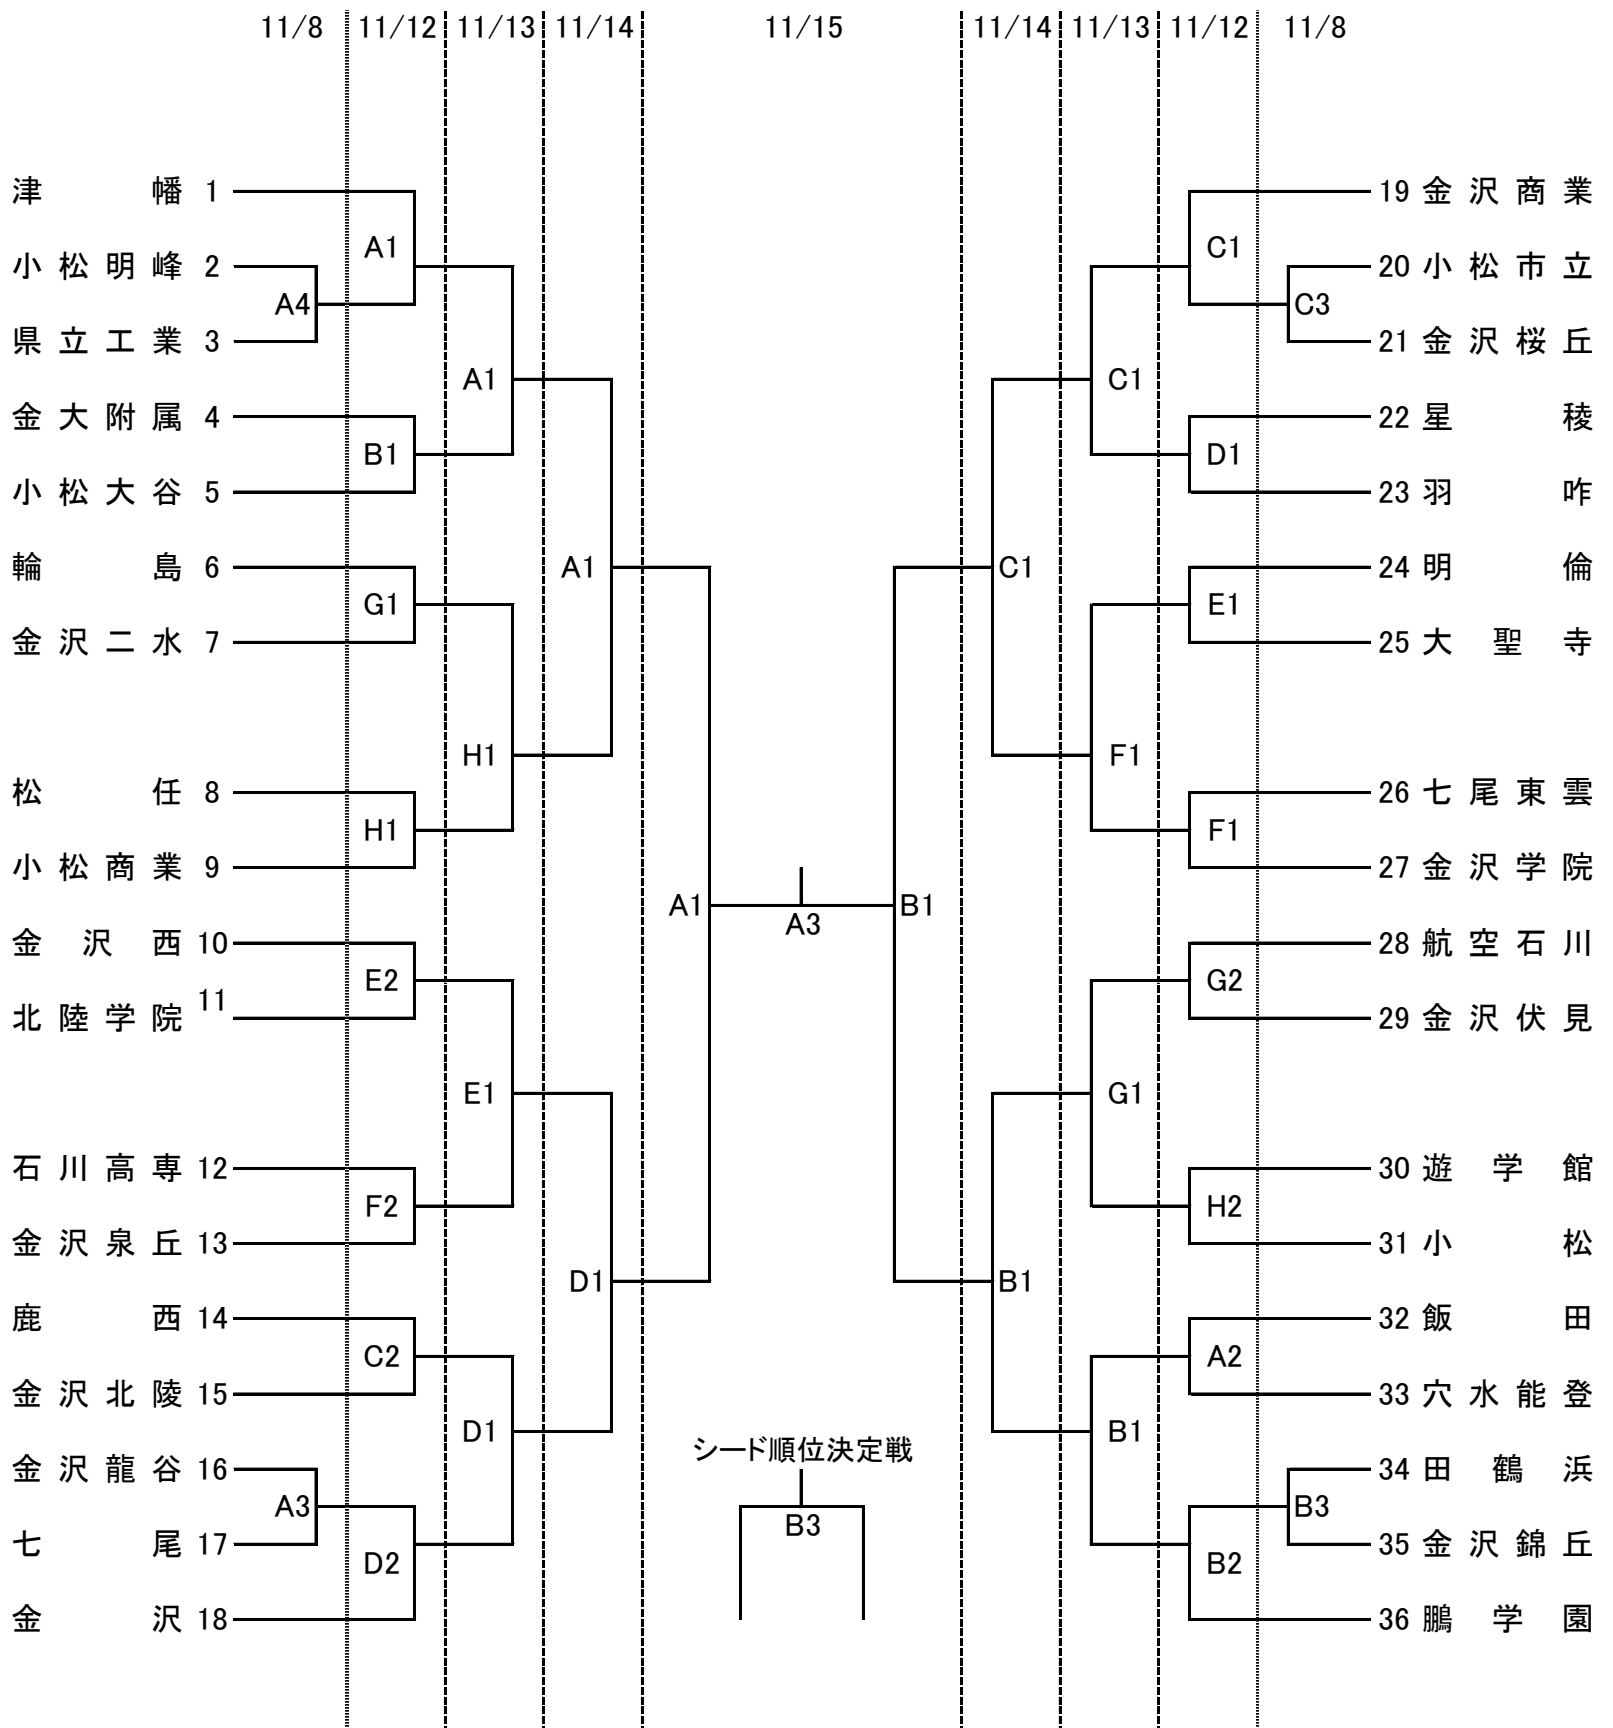 11/8 11/12 11/13 11/14 11/15 11/14 11/13 11/12 11/8
津幡 1 19 金沢商業
A1 C1
小松明峰 2 20 小松市立
A4 C3
県立工業 3 21 金沢桜丘
A1 C1
金大附属 4 22 星稜
B1 D1
小松大谷 5 23 羽咋
輪島 6 A1 C1 24 明倫
G1 E1
金沢二水 7 25 大聖寺
H1 F1
松任 8 26 七尾東雲
H1 F1
小松商業 9 27 金沢学院
A1 A3 B1
金沢西 10 28 航空石川
E2 G2
北陸学院 11 29 金沢伏見
E1 G1
石川高専 12 30 遊学館
F2 H2
金沢泉丘 13 31 小松
D1 B1
鹿西 14 32 飯田
C2 A2
金沢北陵 15 33 穴水能登
D1 B1
シード順位決定戦
金沢龍谷 16 34 田鶴浜
A3 B3 B3
七尾 17 35 金沢錦丘
D2 B2
金沢 18 36 鵬学園